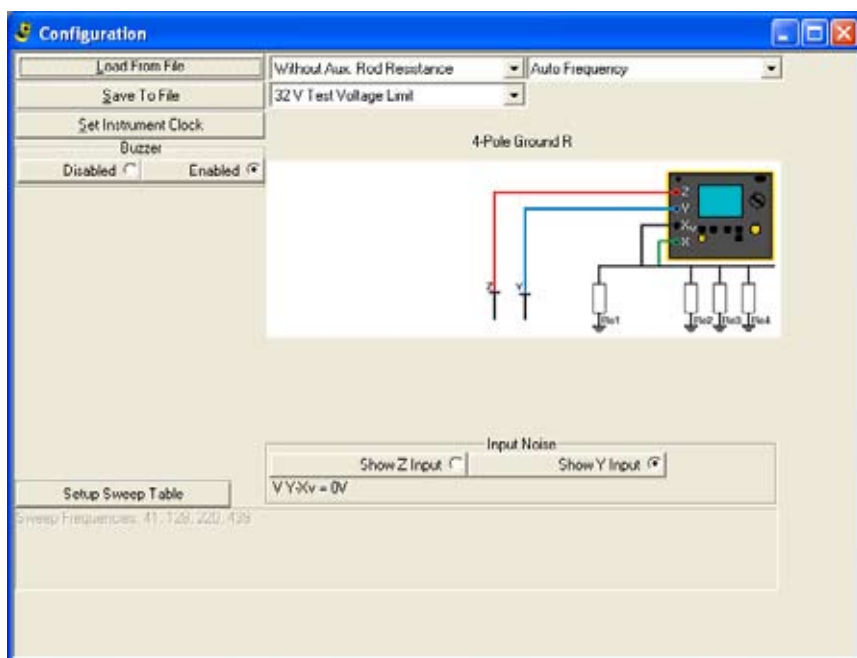 Configuration
Load From File
Without Aux. Rod Resistance
Auto Frequency
Save To File
32 V Test Voltage Limit
Set Instrument Clock
Buzzer
4-Pole Ground R
Disabled
Enabled
Z
Y
Xv
X
Z
Y
Re1
Re2
Re3
Re4
Input Noise
Show Z Input
Show Y Input
Setup Sweep Table
V Y-Xv = 0V
Sweep Frequencies: 41, 128, 220, 439